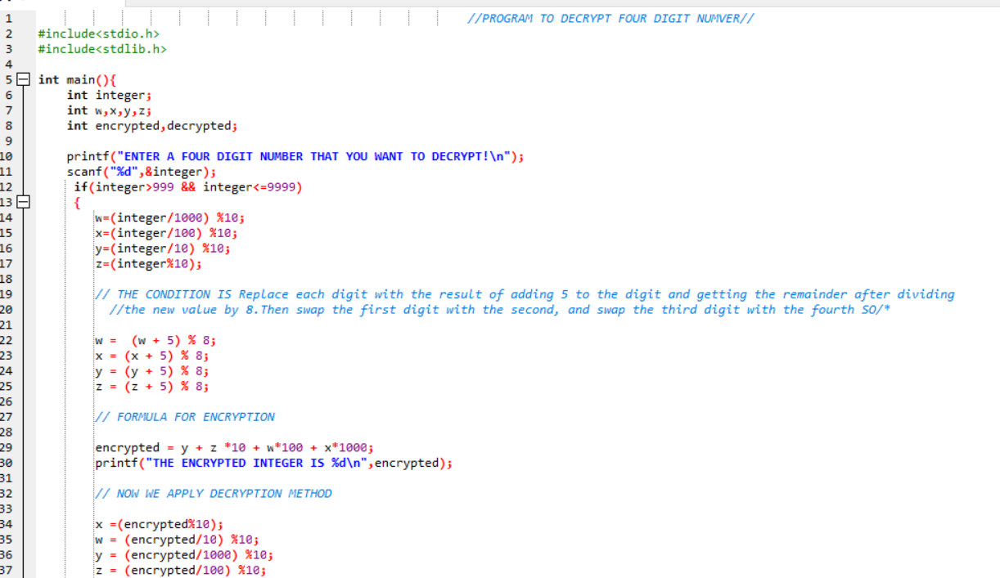 1 //PROGRAM TO DECRYPT FOUR DIGIT NUMVER//
2 #include<stdio.h>
3 #include<stdlib.h>
4
5 int main(){
6 int integer;
7 int w,x,y,z;
8 int encrypted,decrypted;
9
10 printf("ENTER A FOUR DIGIT NUMBER THAT YOU WANT TO DECRYPT!\n");
11 scanf("%d",&integer);
12 if(integer>999 && integer<=9999)
13 {
14 w=(integer/1000) %10;
15 x=(integer/100) %10;
16 y=(integer/10) %10;
17 z=(integer%10);
18
19 // THE CONDITION IS Replace each digit with the result of adding 5 to the digit and getting the remainder after dividing
20 //the new value by 8.Then swap the first digit with the second, and swap the third digit with the fourth SO/*
21
22 w =  (w + 5) % 8;
23 x = (x + 5) % 8;
24 y = (y + 5) % 8;
25 z = (z + 5) % 8;
26
27 // FORMULA FOR ENCRYPTION
28
29 encrypted = y + z *10 + w*100 + x*1000;
30 printf("THE ENCRYPTED INTEGER IS %d\n",encrypted);
31
32 // NOW WE APPLY DECRYPTION METHOD
33
34 x =(encrypted%10);
35 w = (encrypted/10) %10;
36 y = (encrypted/1000) %10;
37 z = (encrypted/100) %10;